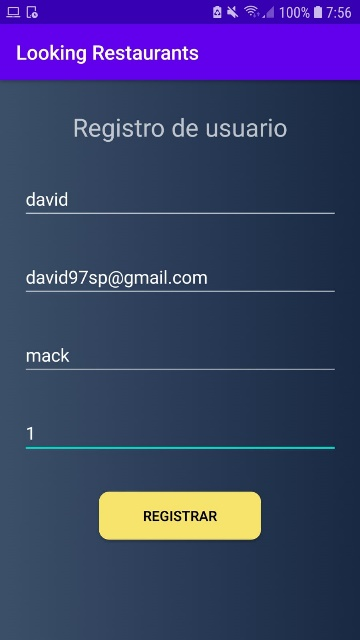 100% 7:56
Looking Restaurants
Registro de usuario
david
david97sp@gmail.com
mack
1
REGISTRAR